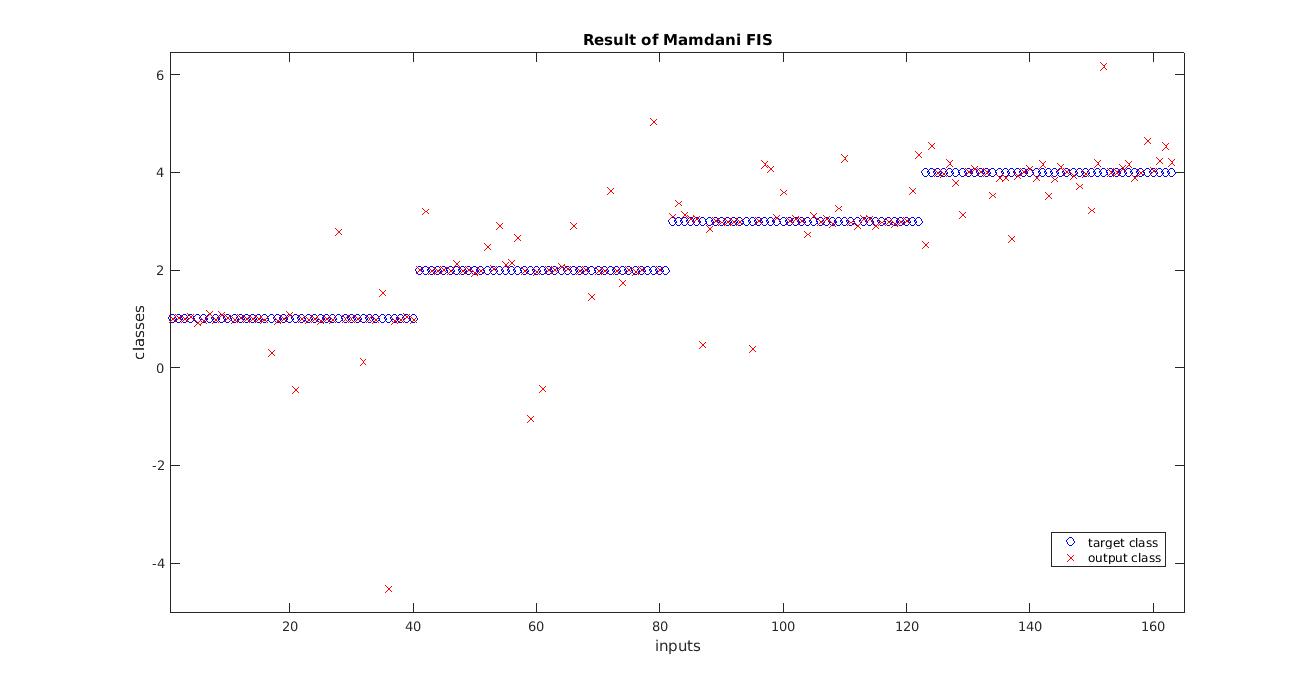 Result of Mamdani FIS
6
4
2
0
-2
-4
classes
20 40 60 80 100 120 140 160
inputs
target class
output class